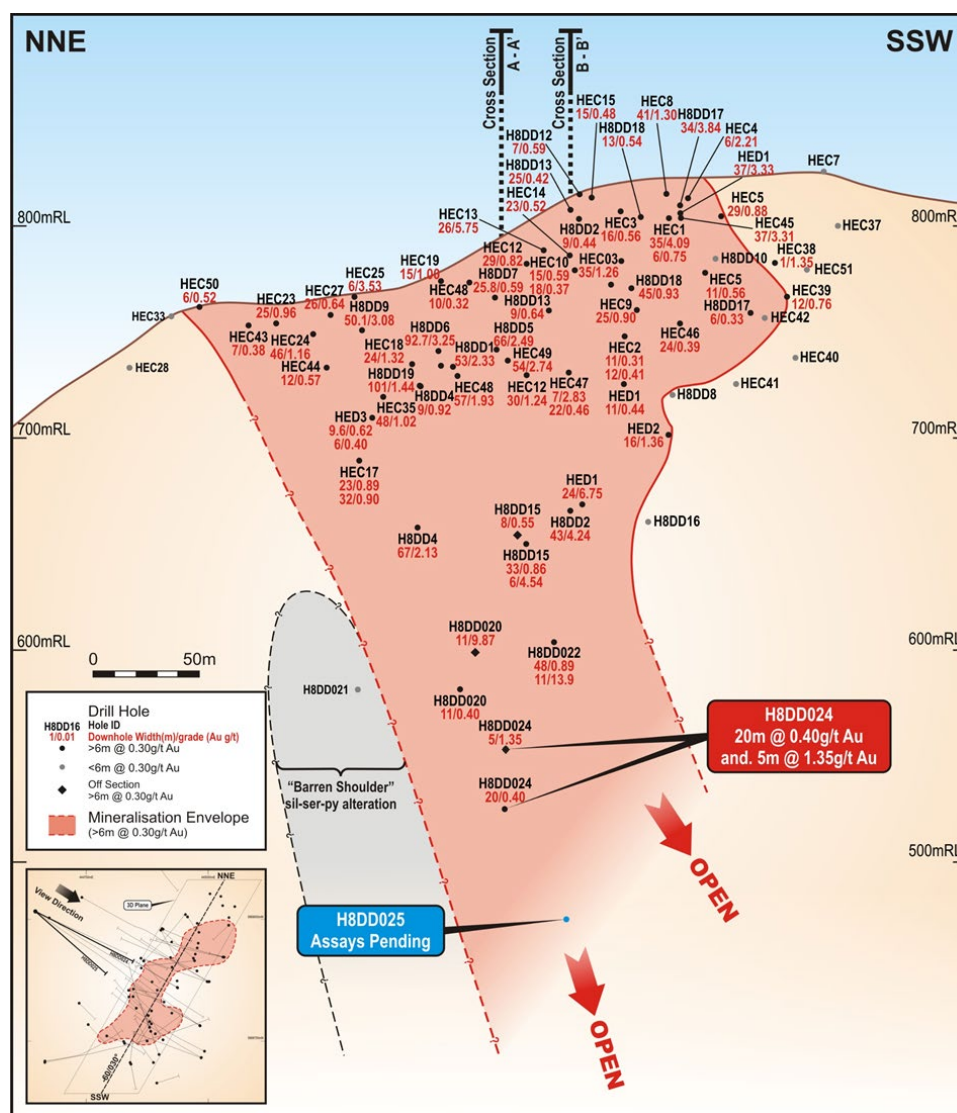 NNE
SSW
Cross Section
A - A'
Cross Section
B - B'
HEC15
15/0.48
HEC8
41/1.30
H8DD17
34/3.84
HEC4
6/2.21
H8DD12
7/0.59
H8DD18
13/0.54
HED1
37/3.33
HEC7
H8DD13
25/0.42
HEC14
23/0.52
HEC5
29/0.88
HEC13
26/5.75
800mRL
800mRL
H8DD2
9/0.44
HEC3
16/0.56
HEC1
35/4.09
6/0.75
HEC45
37/3.31
HEC37
HEC12
29/0.82
HEC10
15/0.59
18/0.37
HEC03
35/1.26
H8DD10
HEC38
1/1.35
HEC51
HEC19
15/1.08
H8DD7
25.8/0.59
HEC25
6/3.53
HEC48
10/0.32
H8DD18
45/0.93
HEC5
11/0.56
HEC39
12/0.76
HEC50
6/0.52
HEC27
26/0.64
HEC23
25/0.96
H8DD9
50.1/3.08
H8DD13
9/0.64
HEC9
25/0.90
H8DD17
6/0.33
HEC42
HEC33
H8DD6
92.7/3.25
H8DD5
66/2.49
HEC46
24/0.39
HEC43
7/0.38
HEC24
46/1.16
HEC18
24/1.32
H8DD1
53/2.33
HEC49
54/2.74
HEC2
11/0.31
12/0.41
HEC40
HEC28
HEC44
12/0.57
H8DD19
101/1.44
H8DD4
9/0.92
HEC48
57/1.93
HEC12
30/1.24
HEC47
7/2.83
22/0.46
HED1
11/0.44
H8DD8
HEC41
HEC35
48/1.02
HED3
9.6/0.62
6/0.40
700mRL
700mRL
HED2
16/1.36
HEC17
23/0.89
32/0.90
HED1
24/6.75
H8DD15
8/0.55
H8DD2
43/4.24
H8DD16
H8DD4
67/2.13
H8DD15
33/0.86
6/4.54
600mRL
600mRL
H8DD020
11/9.87
H8DD022
48/0.89
11/13.9
0
50m
H8DD021
H8DD020
11/0.40
H8DD024
5/1.35
H8DD024
20m @ 0.40g/t Au
and. 5m @ 1.35g/t Au
Drill Hole
H8DD16 Hole ID
1/0.01 Downhole Width(m)/grade (Au g/t)
>6m @ 0.30g/t Au
<6m @ 0.30g/t Au
Off Section
>6m @ 0.30g/t Au
Mineralisation Envelope
(>6m @ 0.30g/t Au)
"Barren Shoulder"
sil-ser-py alteration
H8DD024
20/0.40
500mRL
OPEN
H8DD025
Assays Pending
OPEN
NNE
View Direction
3D Plane
60/030°
SSW